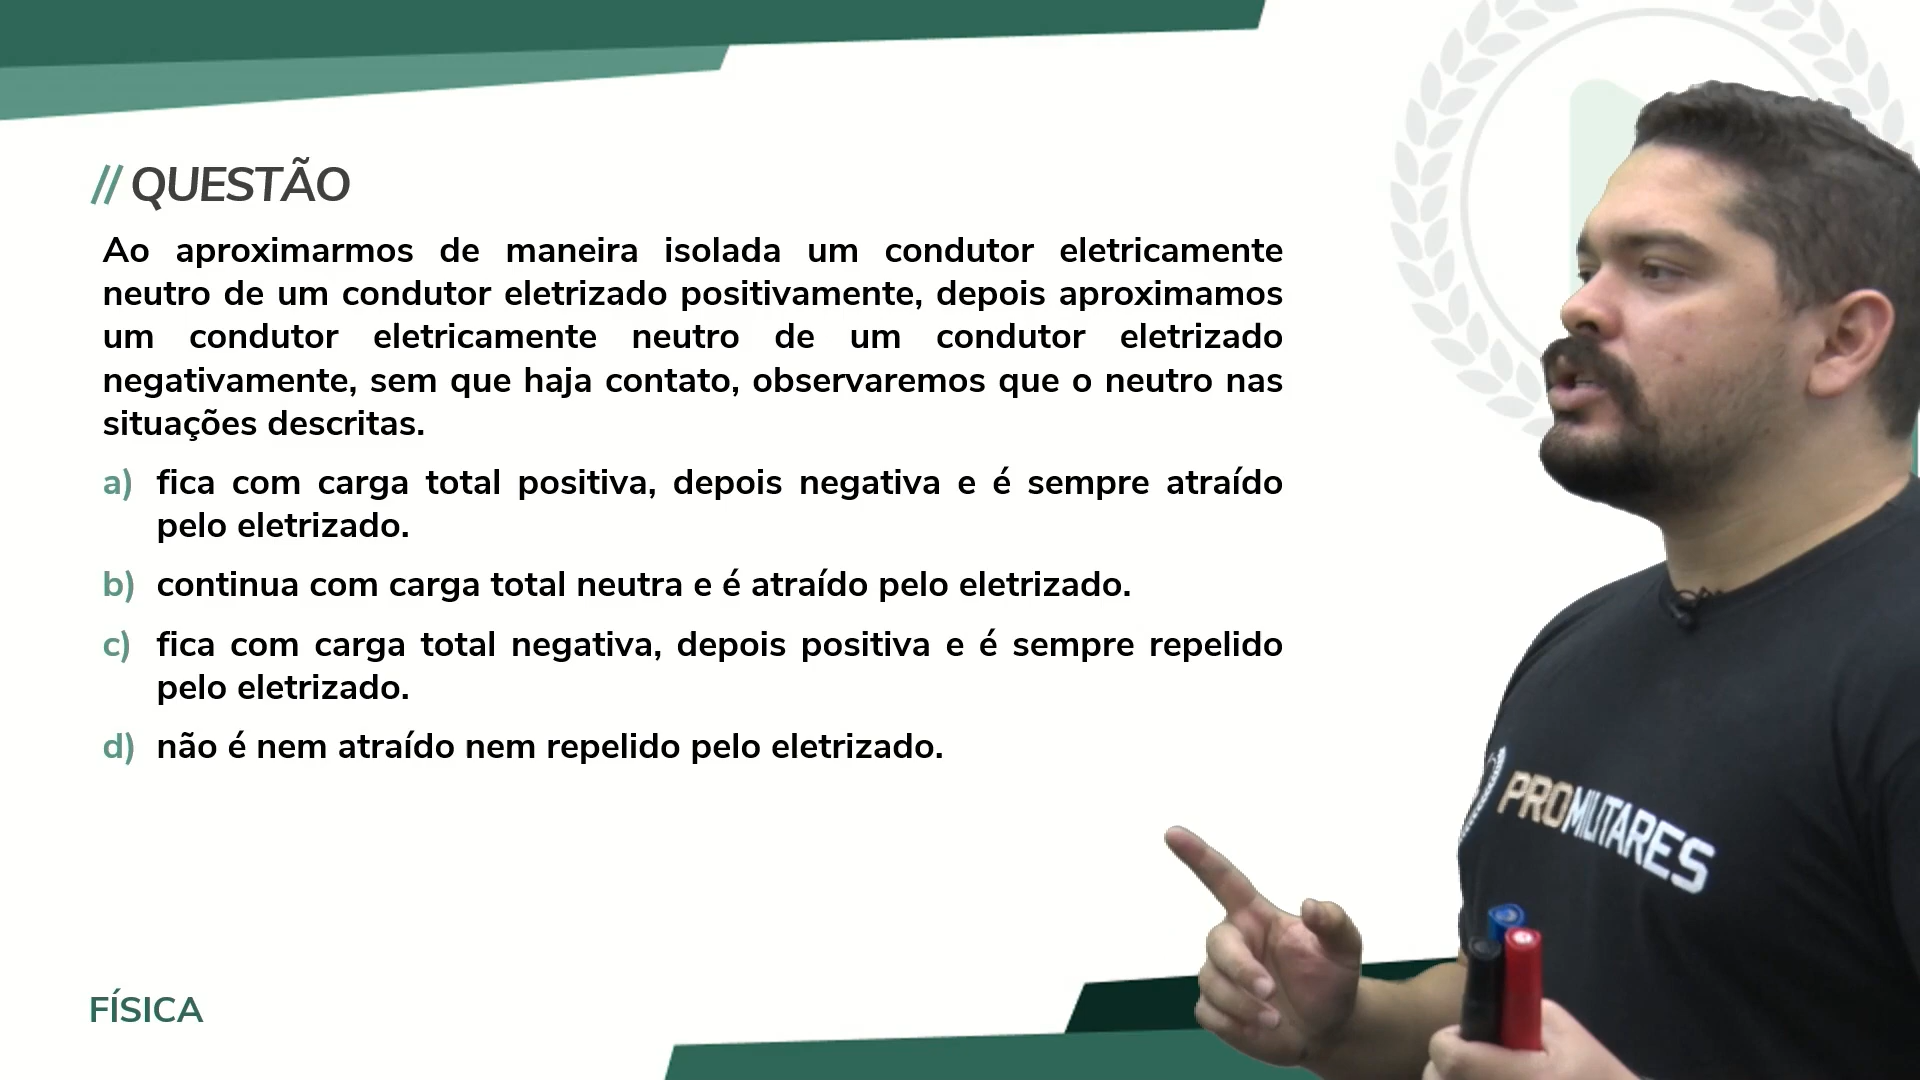 // QUESTÃO
Ao aproximarmos de maneira isolada um condutor eletricamente
neutro de um condutor eletrizado positivamente, depois aproximamos
um condutor eletricamente neutro de um condutor eletrizado
negativamente, sem que haja contato, observaremos que o neutro nas
situações descritas.
a) fica com carga total positiva, depois negativa e é sempre atraído
pelo eletrizado.
b) continua com carga total neutra e é atraído pelo eletrizado.
c) fica com carga total negativa, depois positiva e é sempre repelido
pelo eletrizado.
d) não é nem atraído nem repelido pelo eletrizado.
PROMILITARES
FÍSICA